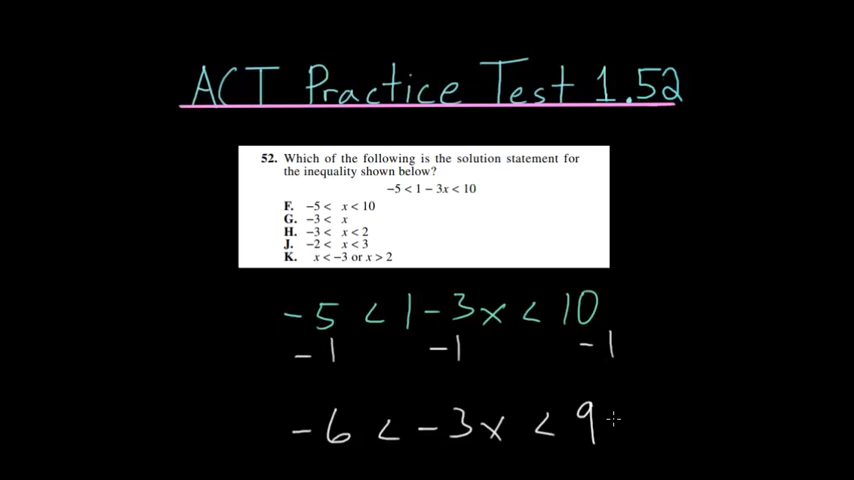 ACT Practice Test 1.52
52. Which of the following is the solution statement for
the inequality shown below?
−5 < 1 − 3x < 10
F. −5 < x < 10
G. −3 < x
H. −3 < x < 2
J. −2 < x < 3
K. x < −3 or x > 2
-5 < 1 - 3x < 10
-1 -1 -1
-6 < -3x < 9